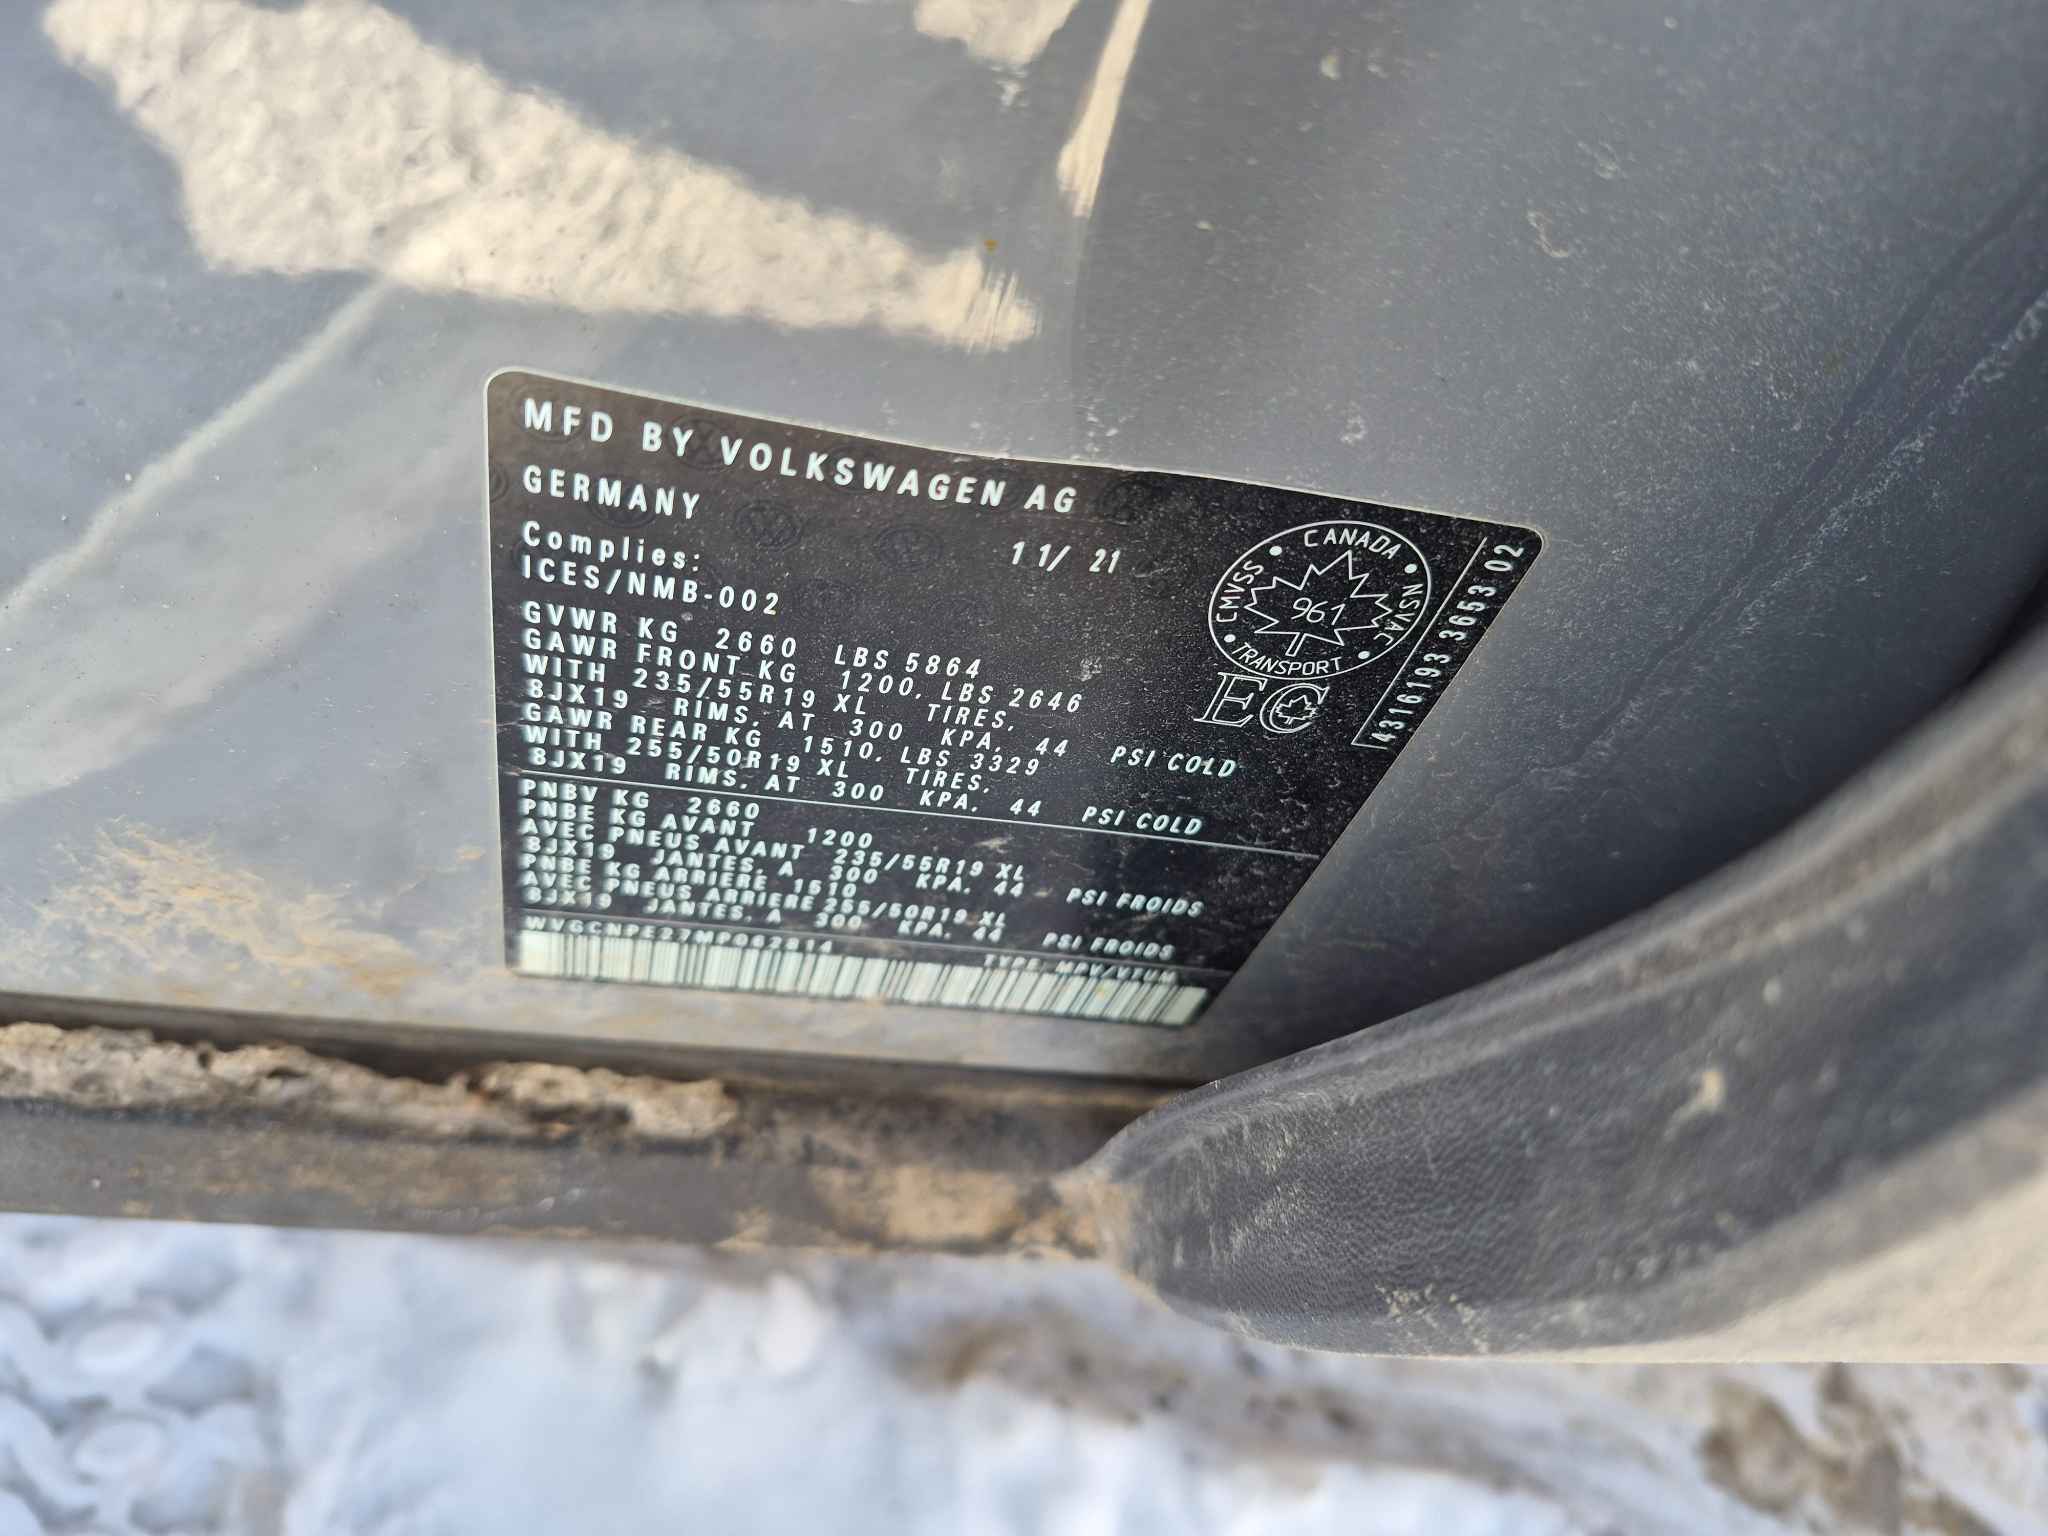 MFD BY VOLKSWAGEN AG
GERMANY
Complies: 11/ 21
ICES/NMB-002
GVWR KG 2660 LBS 5864
GAWR FRONT KG 1200, LBS 2646
WITH 235/55R19 XL TIRES,
8JX19 RIMS, AT 300 KPA, 44 PSI COLD
GAWR REAR KG 1510, LBS 3329
WITH 255/50R19 XL TIRES,
8JX19 RIMS, AT 300 KPA, 44 PSI COLD
PNBV KG 2660
PNBE KG AVANT 1200
AVEC PNEUS AVANT 235/55R19 XL
8JX19 JANTES, A 300 KPA, 44 PSI FROIDS
PNBE KG ARRIERE 1510
AVEC PNEUS ARRIERE 255/50R19 XL
8JX19 JANTES, A 300 KPA, 44 PSI FROIDS
WVGCNPE27MP062814 TYPE MPV/VTUM
CANADA
CMVSS
NSVAC
961
TRANSPORT
EC
4316193 3653 02